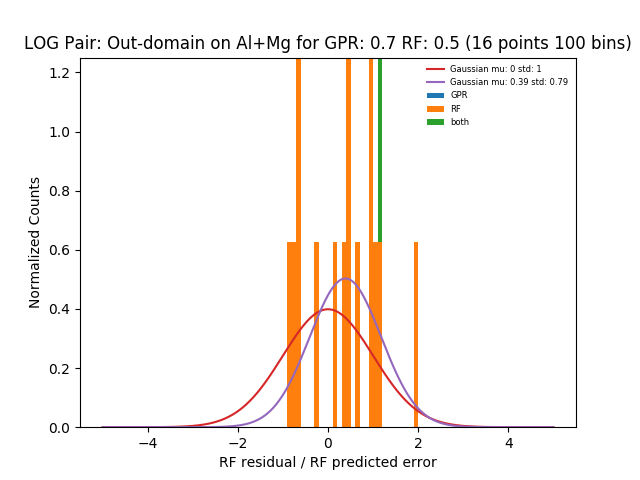 LOG Pair: Out-domain on Al+Mg for GPR: 0.7 RF: 0.5 (16 points 100 bins)
Gaussian mu: 0 std: 1
Gaussian mu: 0.39 std: 0.79
GPR
RF
both
Normalized Counts
1.2
1.0
0.8
0.6
0.4
0.2
0.0
−4
−2
0
2
4
RF residual / RF predicted error